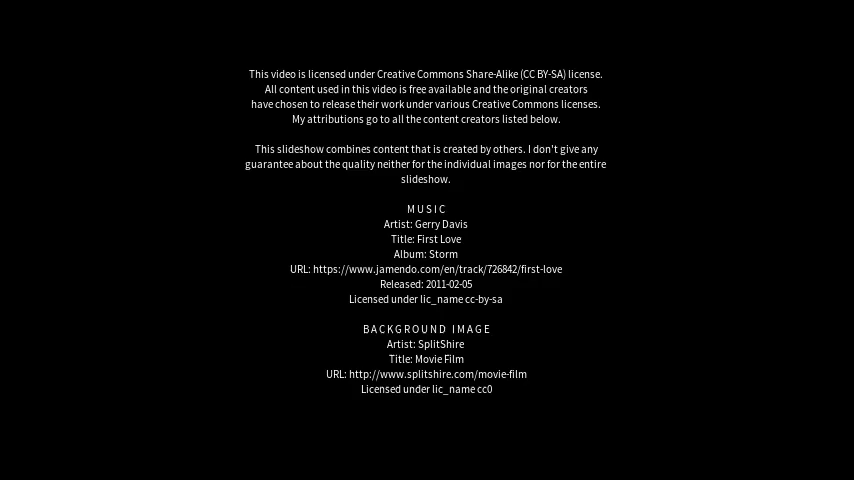 This video is licensed under Creative Commons Share-Alike (CC BY-SA) license.
All content used in this video is free available and the original creators
have chosen to release their work under various Creative Commons licenses.
My attributions go to all the content creators listed below.
This slideshow combines content that is created by others. I don't give any
guarantee about the quality neither for the individual images nor for the entire
slideshow.
MUSIC
Artist: Gerry Davis
Title: First Love
Album: Storm
URL: https://www.jamendo.com/en/track/726842/first-love
Released: 2011-02-05
Licensed under lic_name cc-by-sa
BACKGROUND IMAGE
Artist: SplitShire
Title: Movie Film
URL: http://www.splitshire.com/movie-film
Licensed under lic_name cc0